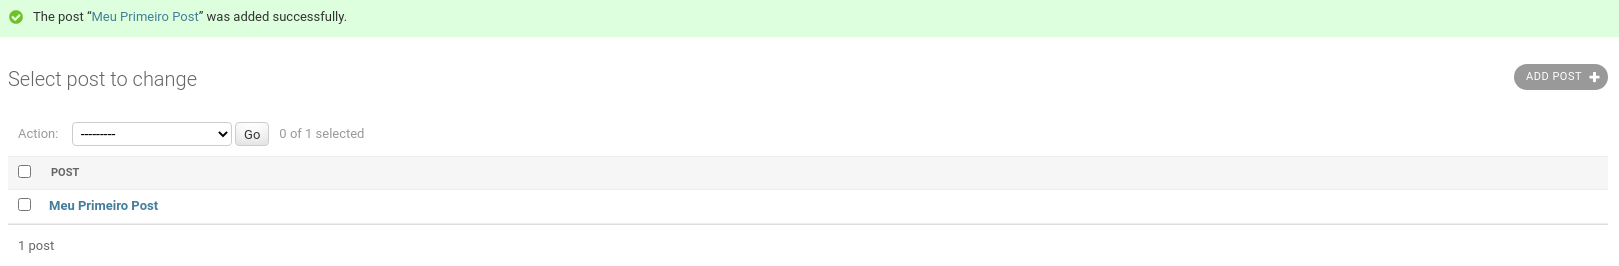 The post “Meu Primeiro Post” was added successfully.
Select post to change
ADD POST
Action: --------- Go 0 of 1 selected
POST
Meu Primeiro Post
1 post